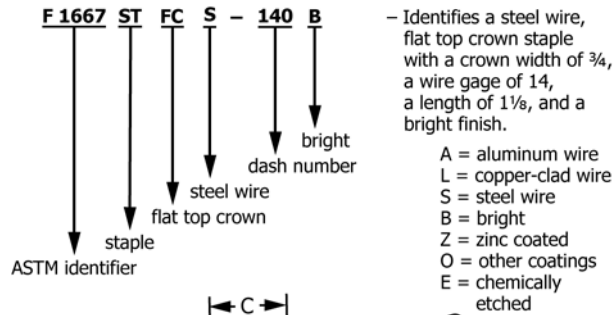 F 1667 ST FC S – 140 B
bright
dash number
steel wire
flat top crown
staple
ASTM identifier
C
– Identifies a steel wire,
flat top crown staple
with a crown width of ¾,
a wire gage of 14,
a length of 1⅛, and a
bright finish.
A = aluminum wire
L = copper-clad wire
S = steel wire
B = bright
Z = zinc coated
O = other coatings
E = chemically
etched